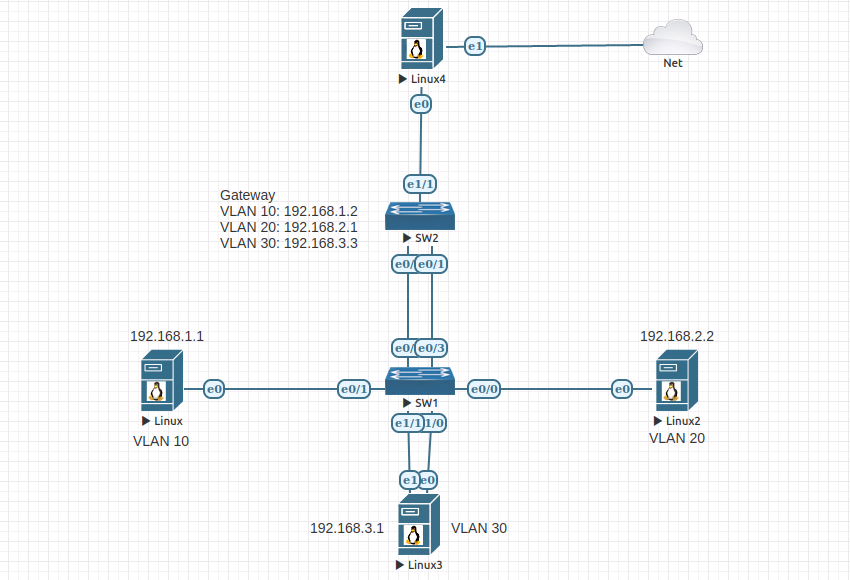 e1
Net
Linux4
e0
e1/1
Gateway
VLAN 10: 192.168.1.2
VLAN 20: 192.168.2.1
VLAN 30: 192.168.3.3
SW2
e0/
e0/1
192.168.1.1
192.168.2.2
e0/
e0/3
e0
e0/1
e0/0
e0
SW1
Linux
Linux2
VLAN 10
VLAN 20
e1/1
1/0
e1
e0
192.168.3.1
VLAN 30
Linux3